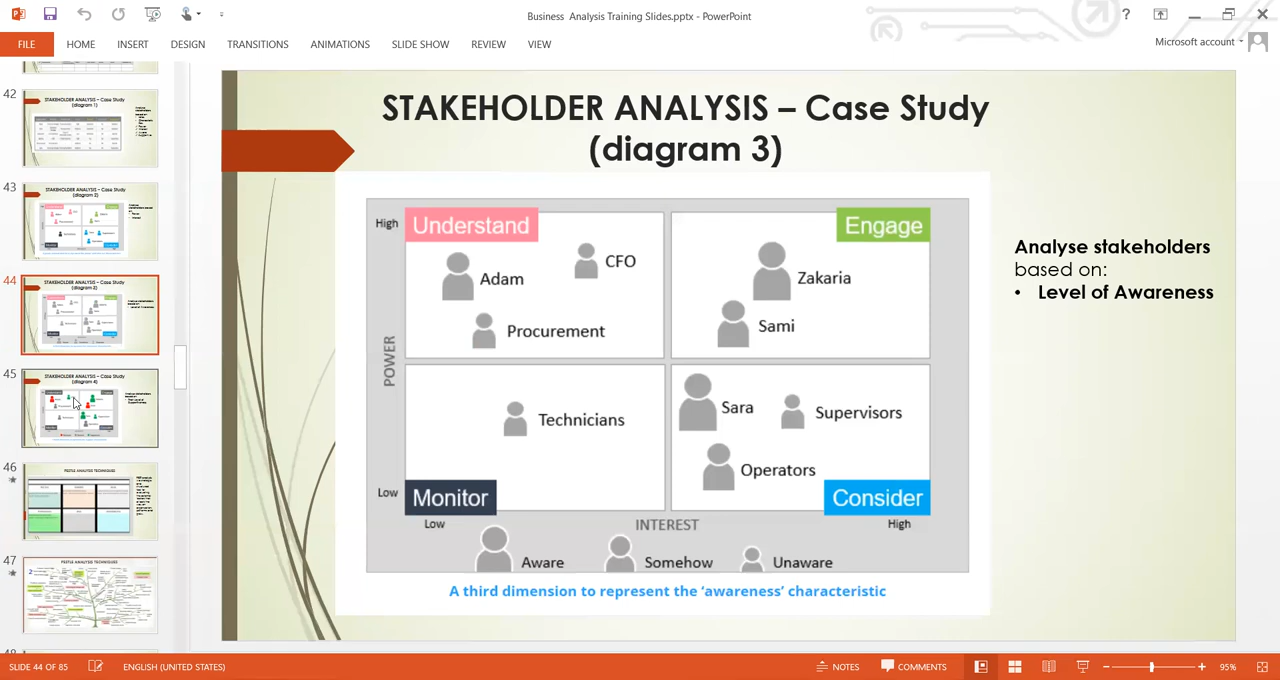 Business Analysis Training Slides.pptx - PowerPoint
?
FILE HOME INSERT DESIGN TRANSITIONS ANIMATIONS SLIDE SHOW REVIEW VIEW
Microsoft account
42
STAKEHOLDER ANALYSIS – Case Study
(diagram 1)
43
STAKEHOLDER ANALYSIS – Case Study
(diagram 2)
44
STAKEHOLDER ANALYSIS – Case Study
(diagram 3)
45
STAKEHOLDER ANALYSIS – Case Study
(diagram 4)
46
PESTLE ANALYSIS TECHNIQUES
47
PESTLE ANALYSIS TECHNIQUES
STAKEHOLDER ANALYSIS – Case Study
(diagram 3)
High
Understand
Engage
Adam
CFO
Procurement
Zakaria
Sami
POWER
Technicians
Sara
Supervisors
Operators
Low
Monitor
Consider
Low
INTEREST
High
Aware
Somehow
Unaware
A third dimension to represent the ‘awareness’ characteristic
Analyse stakeholders
based on:
• Level of Awareness
SLIDE 44 OF 85
ENGLISH (UNITED STATES)
NOTES
COMMENTS
95%